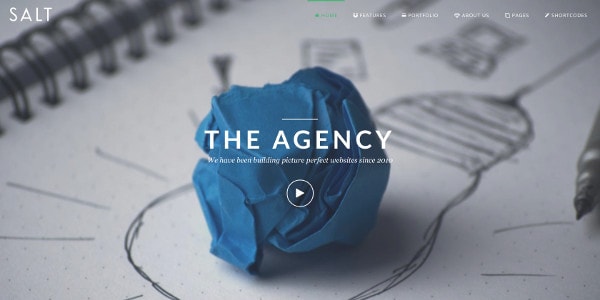 SALT
HOME FEATURES PORTFOLIO ABOUT US PAGES SHORTCODES
THE AGENCY
We have been building picture perfect websites since 2010